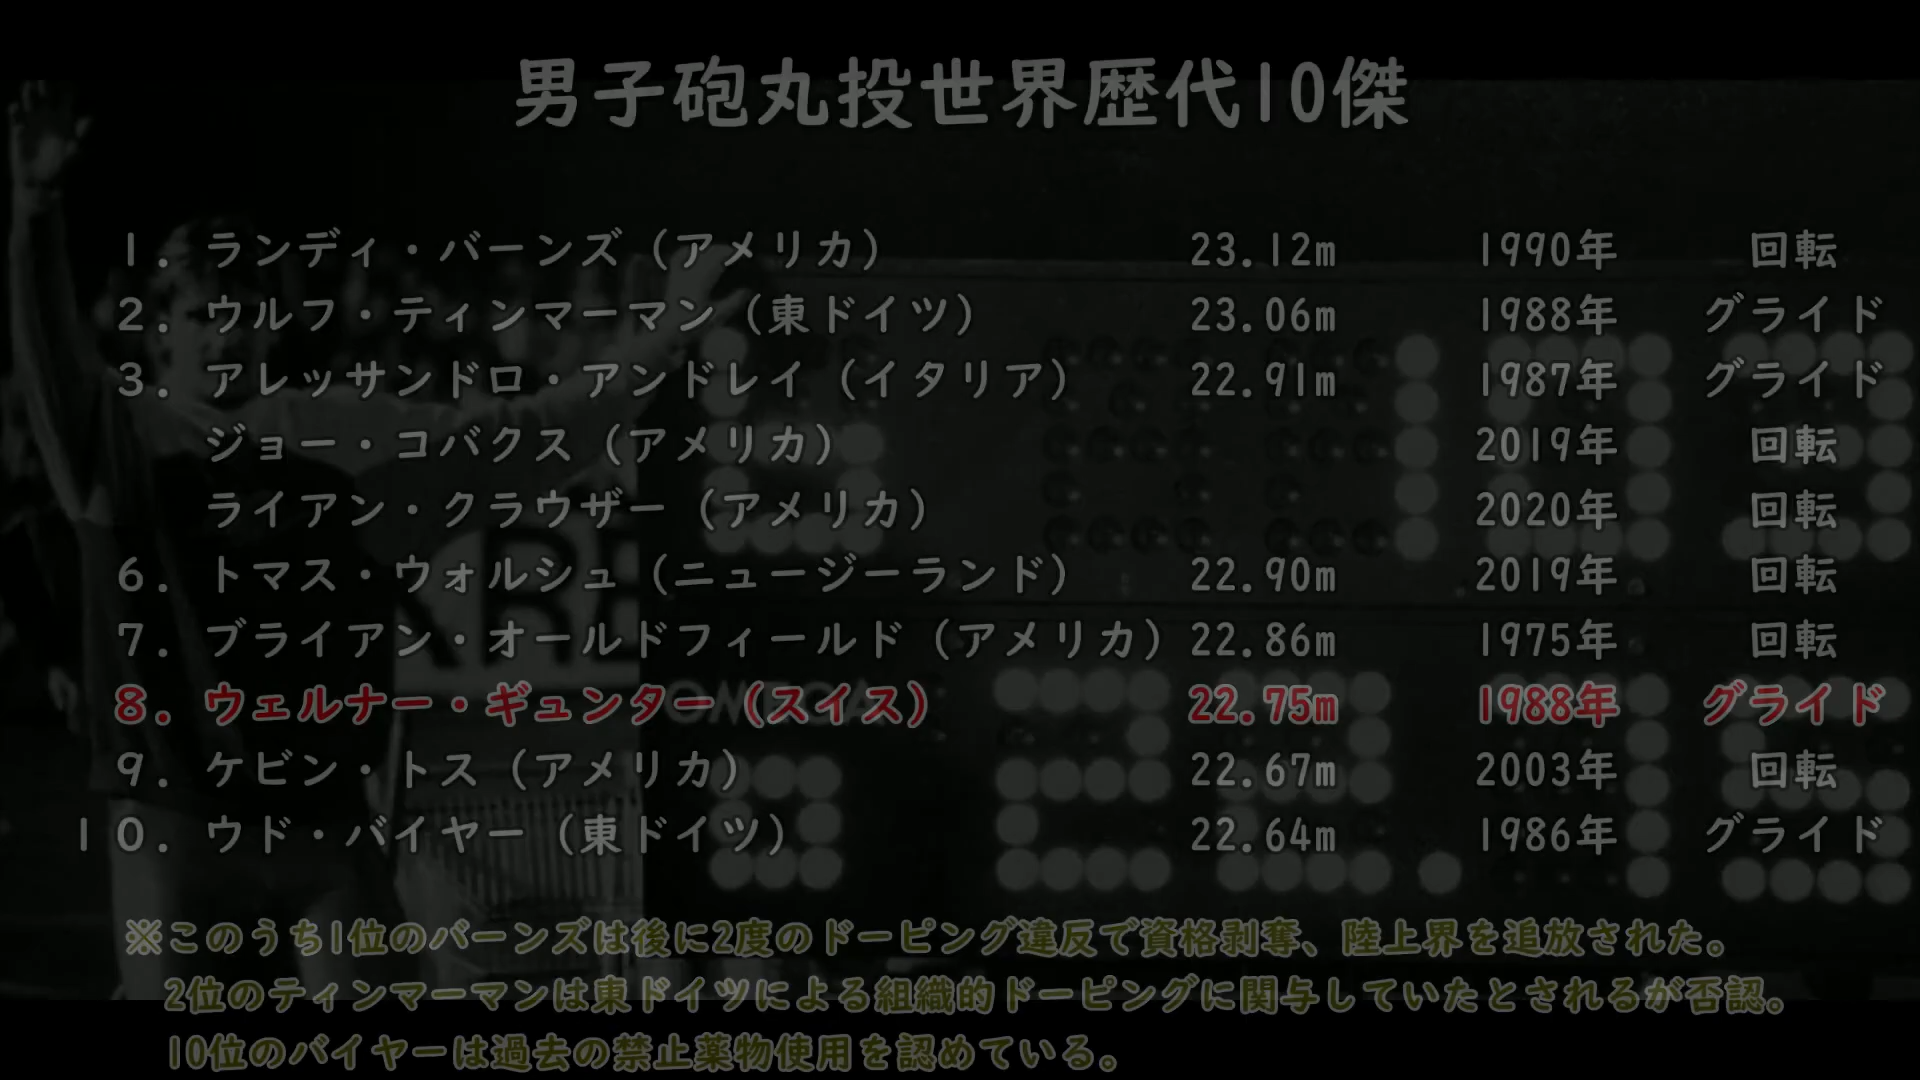 男子砲丸投世界歴代10傑
1. ランディ・バーンズ（アメリカ） 23.12m 1990年 回転
2. ウルフ・ティンマーマン（東ドイツ） 23.06m 1988年 グライド
3. アレッサンドロ・アンドレイ（イタリア） 22.91m 1987年 グライド
ジョー・コバクス（アメリカ） 2019年 回転
ライアン・クラウザー（アメリカ） 2020年 回転
6. トマス・ウォルシュ（ニュージーランド） 22.90m 2019年 回転
7. ブライアン・オールドフィールド（アメリカ） 22.86m 1975年 回転
8. ウェルナー・ギュンター（スイス） 22.75m 1988年 グライド
9. ケビン・トス（アメリカ） 22.67m 2003年 回転
10. ウド・バイヤー（東ドイツ） 22.64m 1986年 グライド
※このうち1位のバーンズは後に2度のドーピング違反で資格剥奪、陸上界を追放された。
2位のティンマーマンは東ドイツによる組織的ドーピングに関与していたとされるが否認。
10位のバイヤーは過去の禁止薬物使用を認めている。